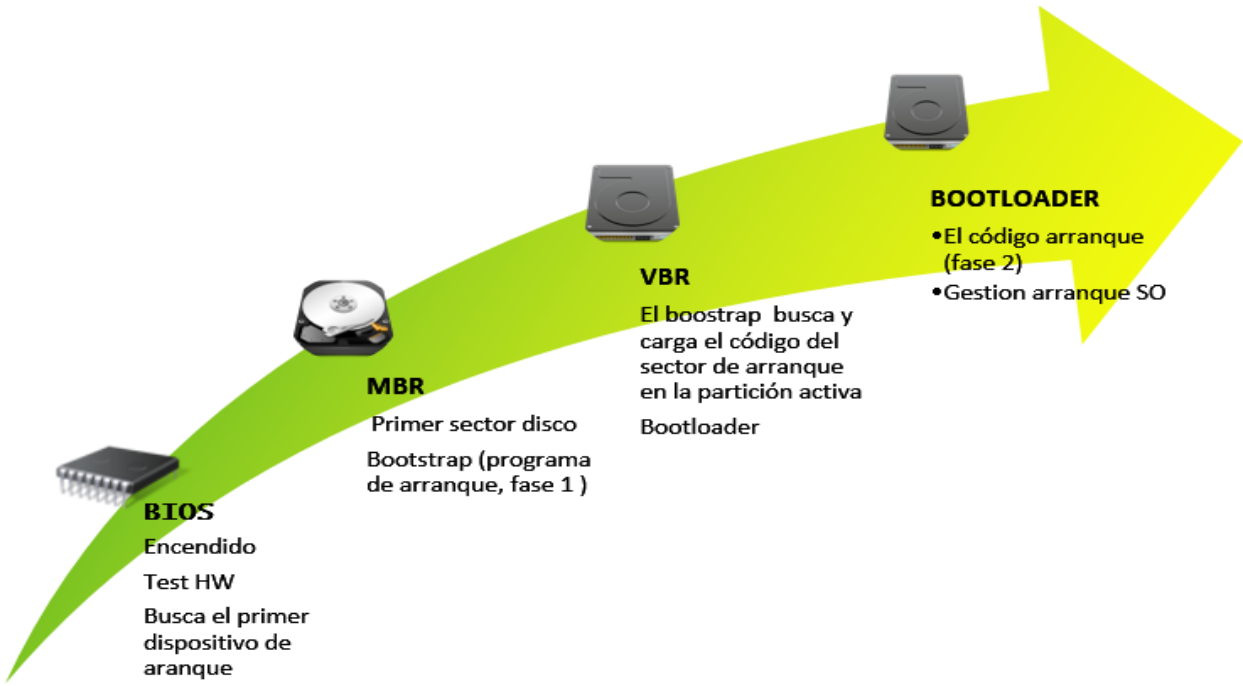 BIOS
Encendido
Test HW
Busca el primer
dispositivo de
aranque
MBR
Primer sector disco
Bootstrap (programa
de arranque, fase 1 )
VBR
El boostrap busca y
carga el código del
sector de arranque
en la partición activa
Bootloader
BOOTLOADER
•El código arranque
(fase 2)
•Gestion arranque SO